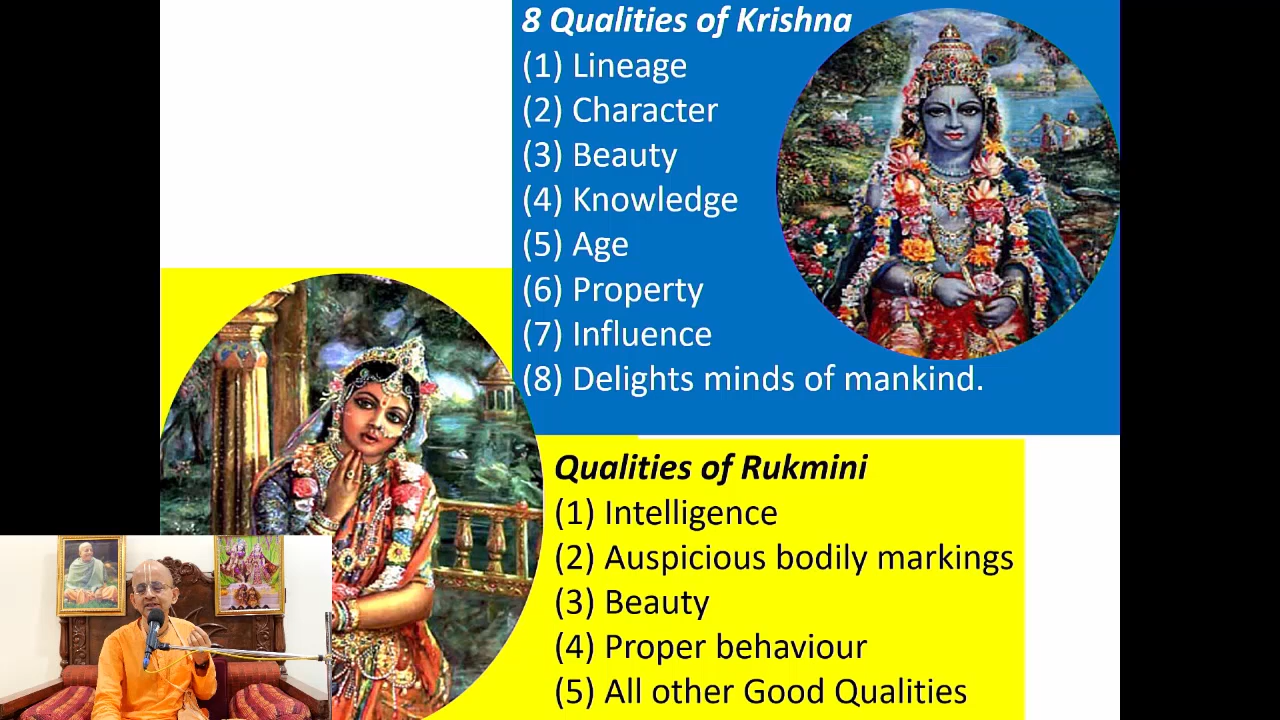 8 Qualities of Krishna
(1) Lineage
(2) Character
(3) Beauty
(4) Knowledge
(5) Age
(6) Property
(7) Influence
(8) Delights minds of mankind.
Qualities of Rukmini
(1) Intelligence
(2) Auspicious bodily markings
(3) Beauty
(4) Proper behaviour
(5) All other Good Qualities